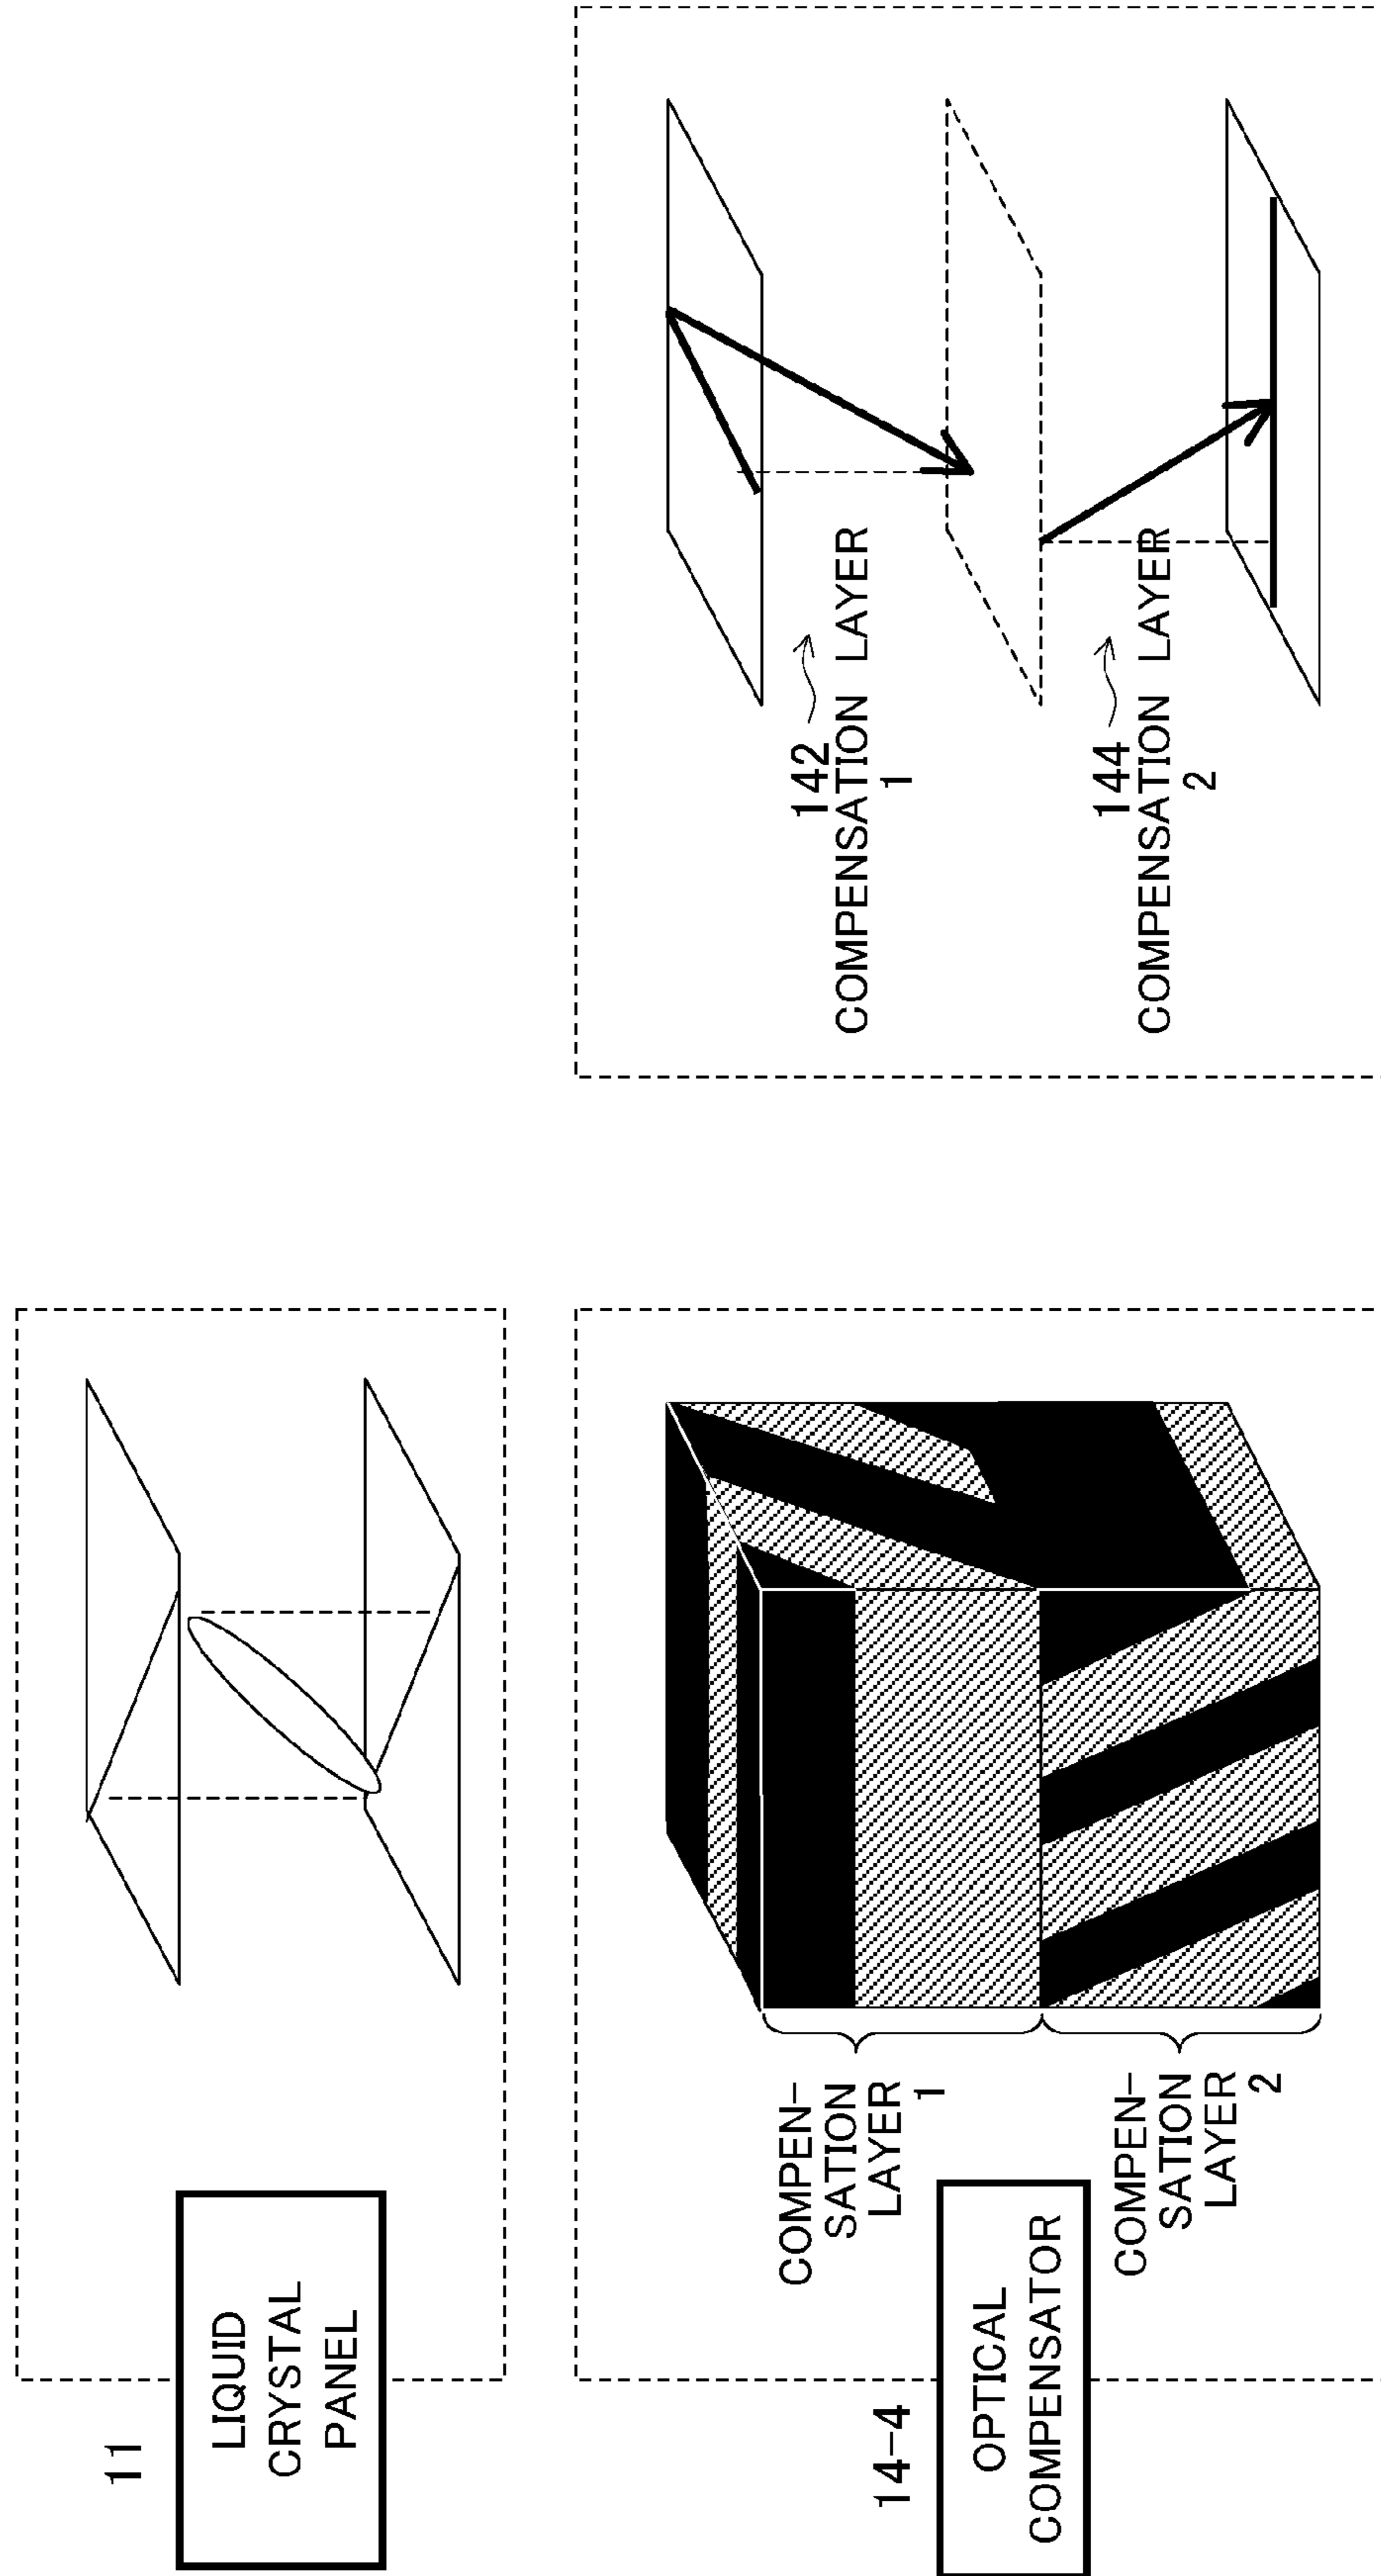 11
LIQUID
CRYSTAL
PANEL
14-4
OPTICAL
COMPENSATOR
COMPEN-
SATION
LAYER
1
COMPEN-
SATION
LAYER
2
142
COMPENSATION LAYER
1
144
COMPENSATION LAYER
2